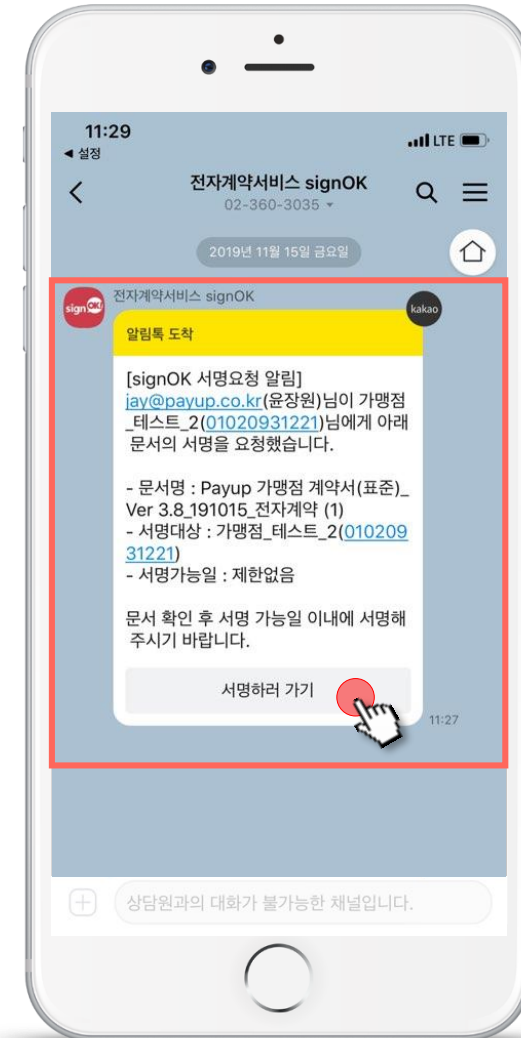 11:29
LTE
◀ 설정
전자계약서비스 signOK
02-360-3035
2019년 11월 15일 금요일
sign OK!
전자계약서비스 signOK
kakao
알림톡 도착
[signOK 서명요청 알림]
jay@payup.co.kr(윤장원)님이 가맹점
_테스트_2(01020931221)님에게 아래
문서의 서명을 요청했습니다.
- 문서명 : Payup 가맹점 계약서(표준)_
Ver 3.8_191015_전자계약 (1)
- 서명대상 : 가맹점_테스트_2(010209
31221)
- 서명가능일 : 제한없음
문서 확인 후 서명 가능일 이내에 서명해
주시기 바랍니다.
서명하러 가기
11:27
상담원과의 대화가 불가능한 채널입니다.